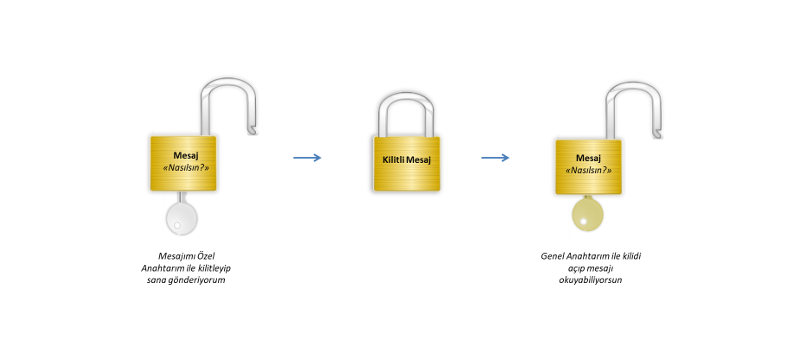 Mesaj
«Nasılsın?»
Kilitli Mesaj
Mesaj
«Nasılsın?»
Mesajımı Özel
Anahtarım ile kilitleyip
sana gönderiyorum
Genel Anahtarım ile kilidi
açıp mesajı
okuyabiliyorsun